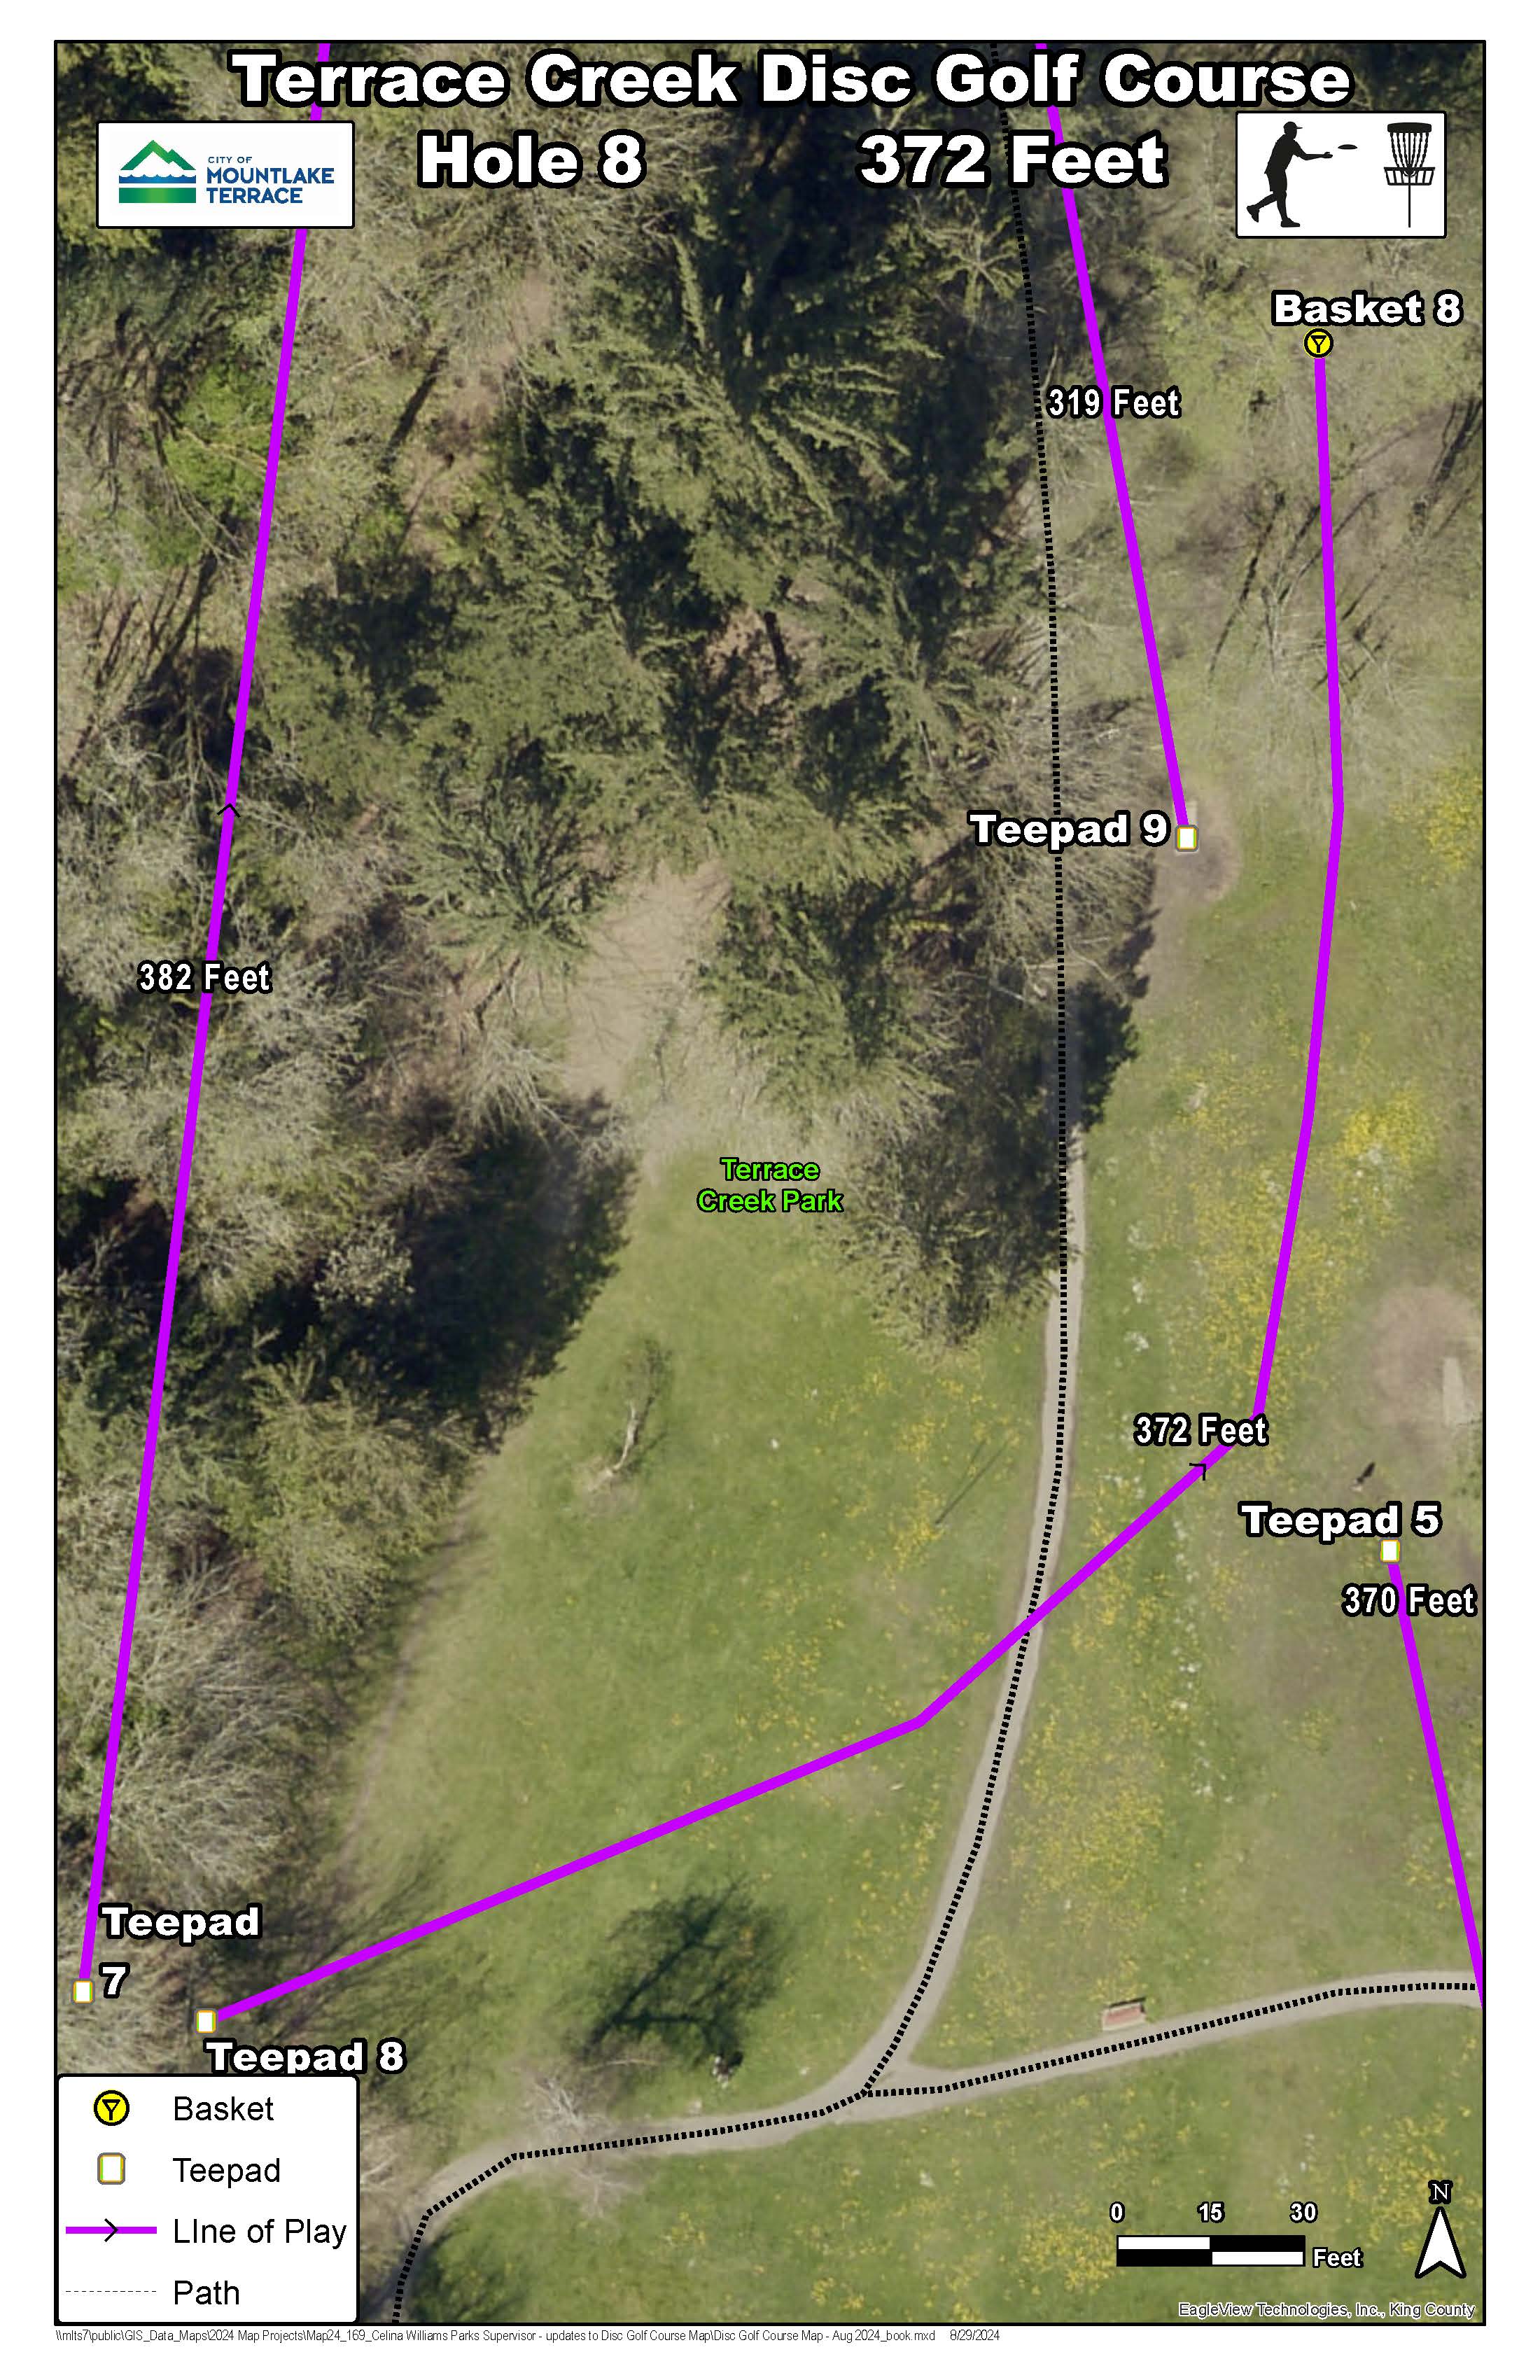 Terrace Creek Disc Golf Course
CITY OF
MOUNTLAKE
TERRACE
Hole 8
372 Feet
Basket 8
319 Feet
Teepad 9
382 Feet
Terrace
Creek Park
372 Feet
Teepad 5
370 Feet
Teepad
7
Teepad 8
Basket
Teepad
LIne of Play
Path
0 15 30
Feet
N
EagleView Technologies, Inc., King County
\\mlts7\public\GIS_Data_Maps\2024 Map Projects\Map24_169_Celina Williams Parks Supervisor - updates to Disc Golf Course Map\Disc Golf Course Map - Aug 2024_book.mxd 8/29/2024